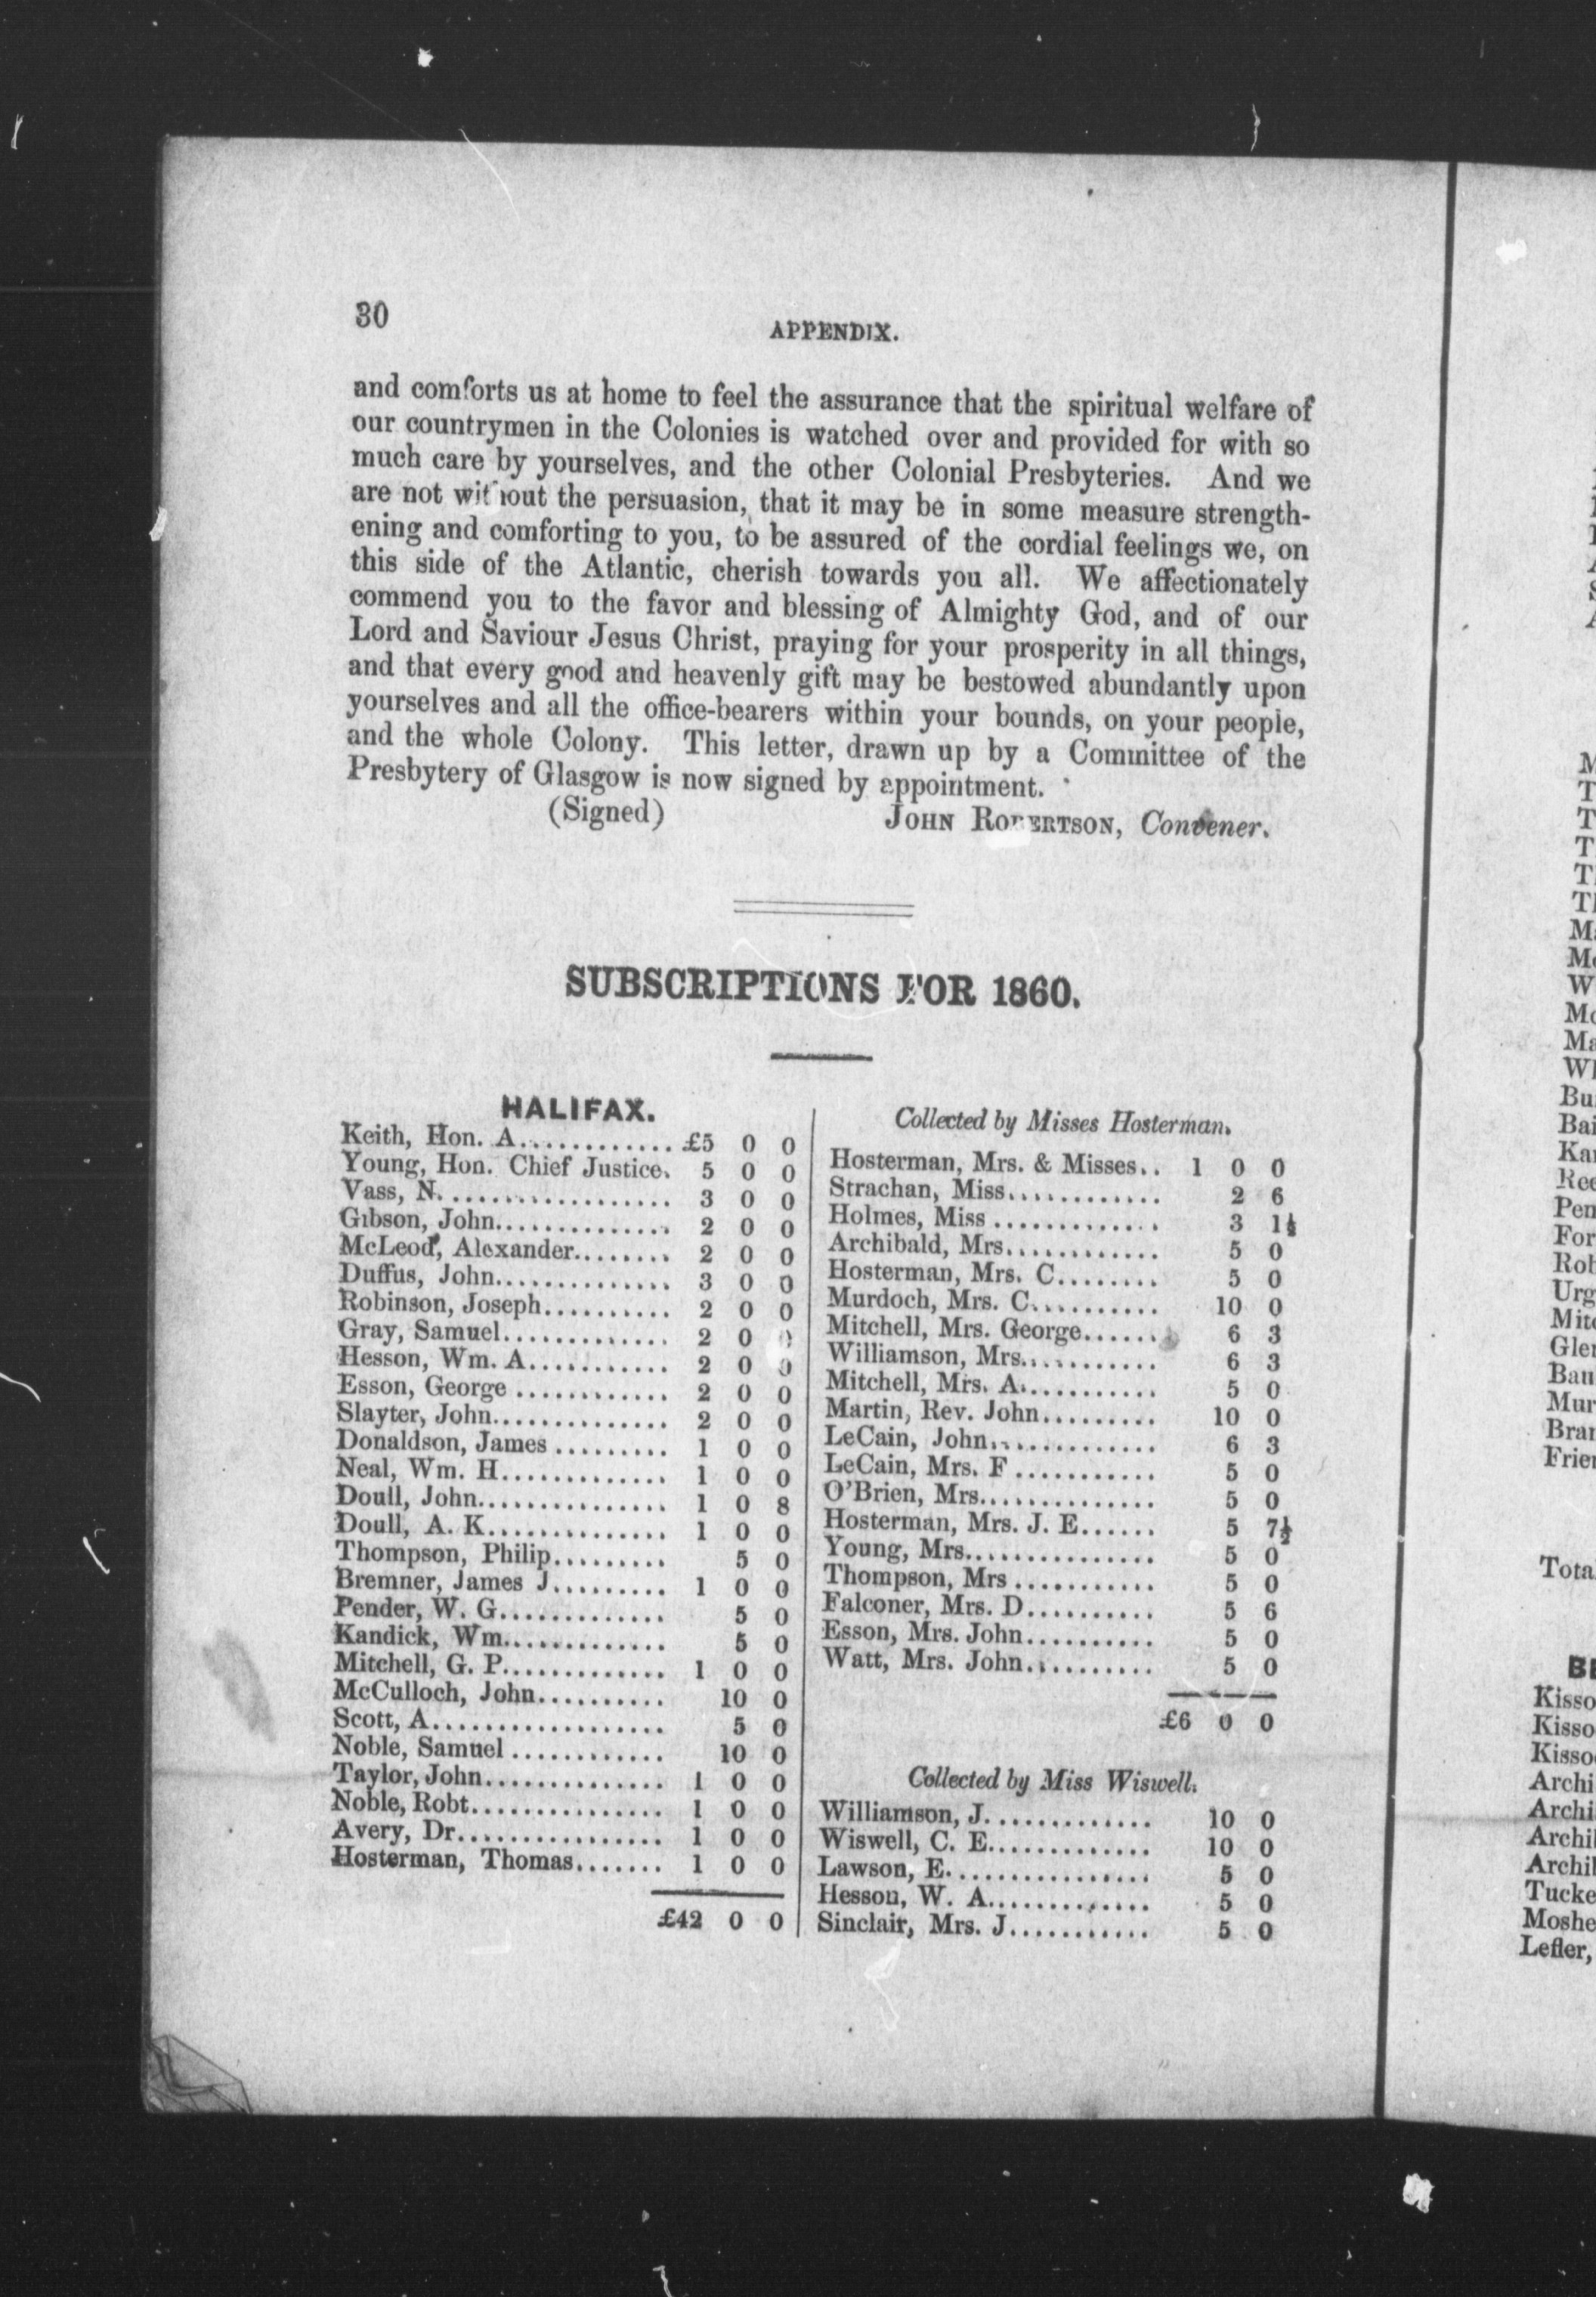 30
APPENDIX.
and comforts us at home to feel the assurance that the spiritual welfare of
our countrymen in the Colonies is watched over and provided for with so
much care by yourselves, and the other Colonial Presbyteries. And we
are not without the persuasion, that it may be in some measure strength-
ening and comforting to you, to be assured of the cordial feelings we, on
this side of the Atlantic, cherish towards you all. We affectionately
commend you to the favor and blessing of Almighty God, and of our
Lord and Saviour Jesus Christ, praying for your prosperity in all things,
and that every good and heavenly gift may be bestowed abundantly upon
yourselves and all the office-bearers within your bounds, on your people,
and the whole Colony. This letter, drawn up by a Committee of the
Presbytery of Glasgow is now signed by appointment.
(Signed) JOHN ROBERTSON, Convener.
SUBSCRIPTIONS FOR 1860.
HALIFAX.
Keith, Hon. A............. £5 0 0
Young, Hon. Chief Justice. 5 0 0
Vass, N................... 3 0 0
Gibson, John............... 2 0 0
McLeod, Alexander........ 2 0 0
Duffus, John.............. 3 0 0
Robinson, Joseph.......... 2 0 0
Gray, Samuel............. 2 0 0
Hesson, Wm. A........... 2 0 0
Esson, George ............ 2 0 0
Slayter, John.............. 2 0 0
Donaldson, James ......... 1 0 0
Neal, Wm. H............. 1 0 0
Doull, John............... 1 0 8
Doull, A. K.............. 1 0 0
Thompson, Philip......... 5 0
Bremner, James J......... 1 0 0
Pender, W. G............. 5 0
Kandick, Wm............. 5 0
Mitchell, G. P............. 1 0 0
McCulloch, John.......... 10 0
Scott, A................... 5 0
Noble, Samuel ............ 10 0
Taylor, John............... 1 0 0
Noble, Robt................ 1 0 0
Avery, Dr................. 1 0 0
Hosterman, Thomas....... 1 0 0
£42 0 0
Collected by Misses Hosterman.
Hosterman, Mrs. & Misses.. 1 0 0
Strachan, Miss............ 2 6
Holmes, Miss ............. 3 1½
Archibald, Mrs............ 5 0
Hosterman, Mrs. C........ 5 0
Murdoch, Mrs. C.......... 10 0
Mitchell, Mrs. George...... 6 3
Williamson, Mrs........... 6 3
Mitchell, Mrs. A........... 5 0
Martin, Rev. John......... 10 0
LeCain, John............. 6 3
LeCain, Mrs. F ........... 5 0
O'Brien, Mrs.............. 5 0
Hosterman, Mrs. J. E...... 5 7½
Young, Mrs............... 5 0
Thompson, Mrs ........... 5 0
Falconer, Mrs. D.......... 5 6
Esson, Mrs. John.......... 5 0
Watt, Mrs. John.......... 5 0
£6 0 0
Collected by Miss Wiswell.
Williamson, J............. 10 0
Wiswell, C. E............. 10 0
Lawson, E................ 5 0
Hesson, W. A............. 5 0
Sinclair, Mrs. J............ 5 0
Tota
Kisso
Kisso
Kisso
Archi
Archi
Archil
Archil
Tucke
Moshe
Lefler,